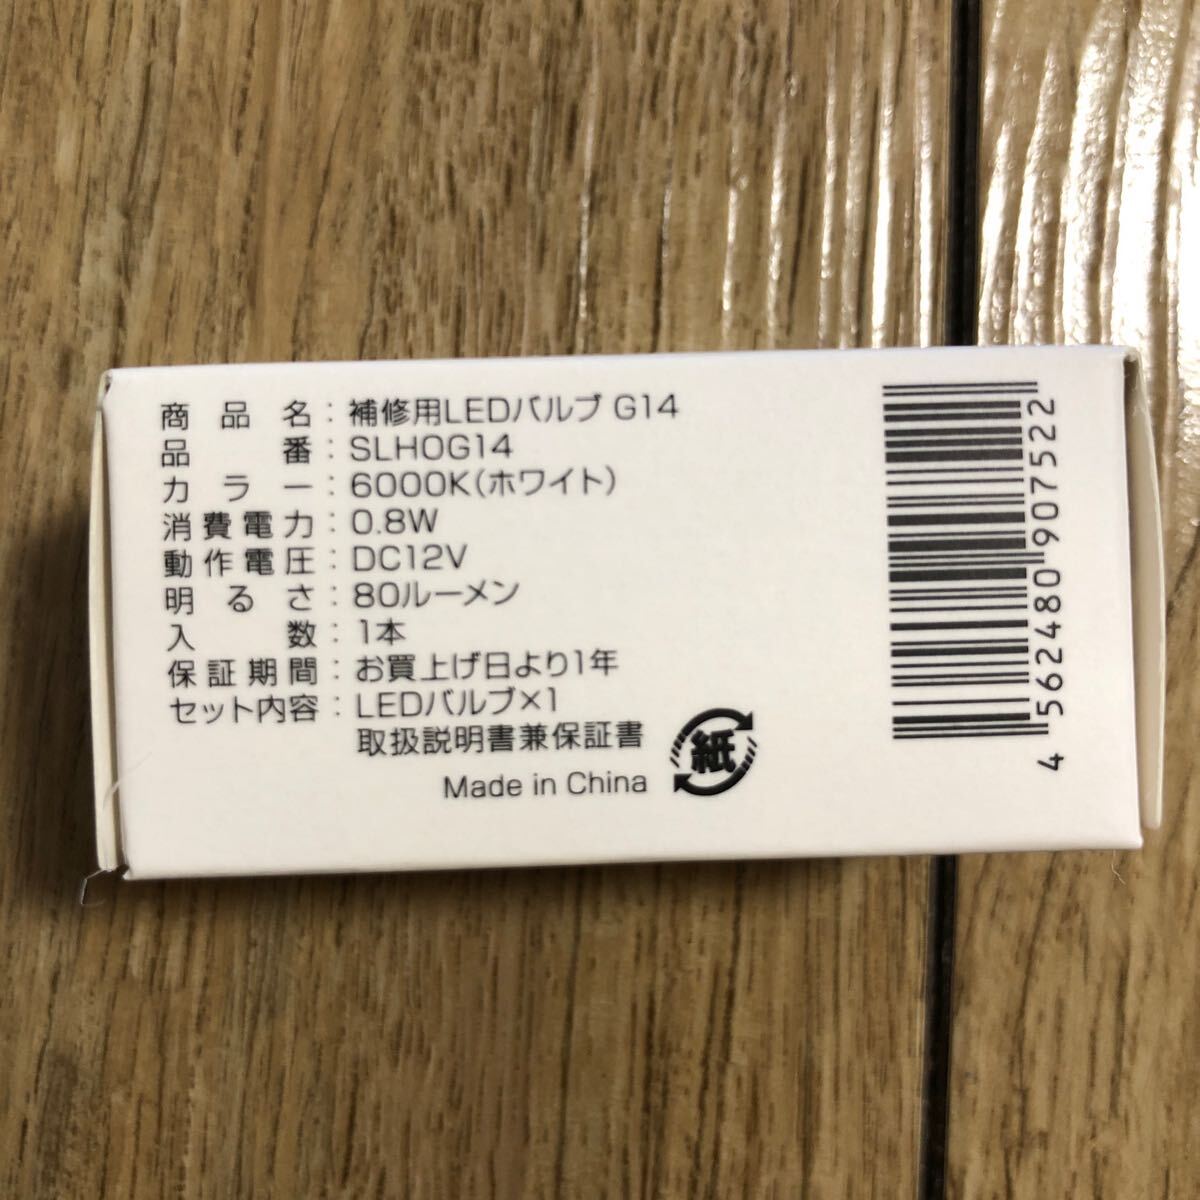 商品名：補修用LEDバルブ G14
品番：SLHOG14
カラー：6000K(ホワイト)
消費電力：0.8W
動作電圧：DC12V
明るさ：80ルーメン
入数：1本
保証期間：お買上げ日より1年
セット内容：LEDバルブ×1
取扱説明書兼保証書
Made in China
紙
4 562480 907522